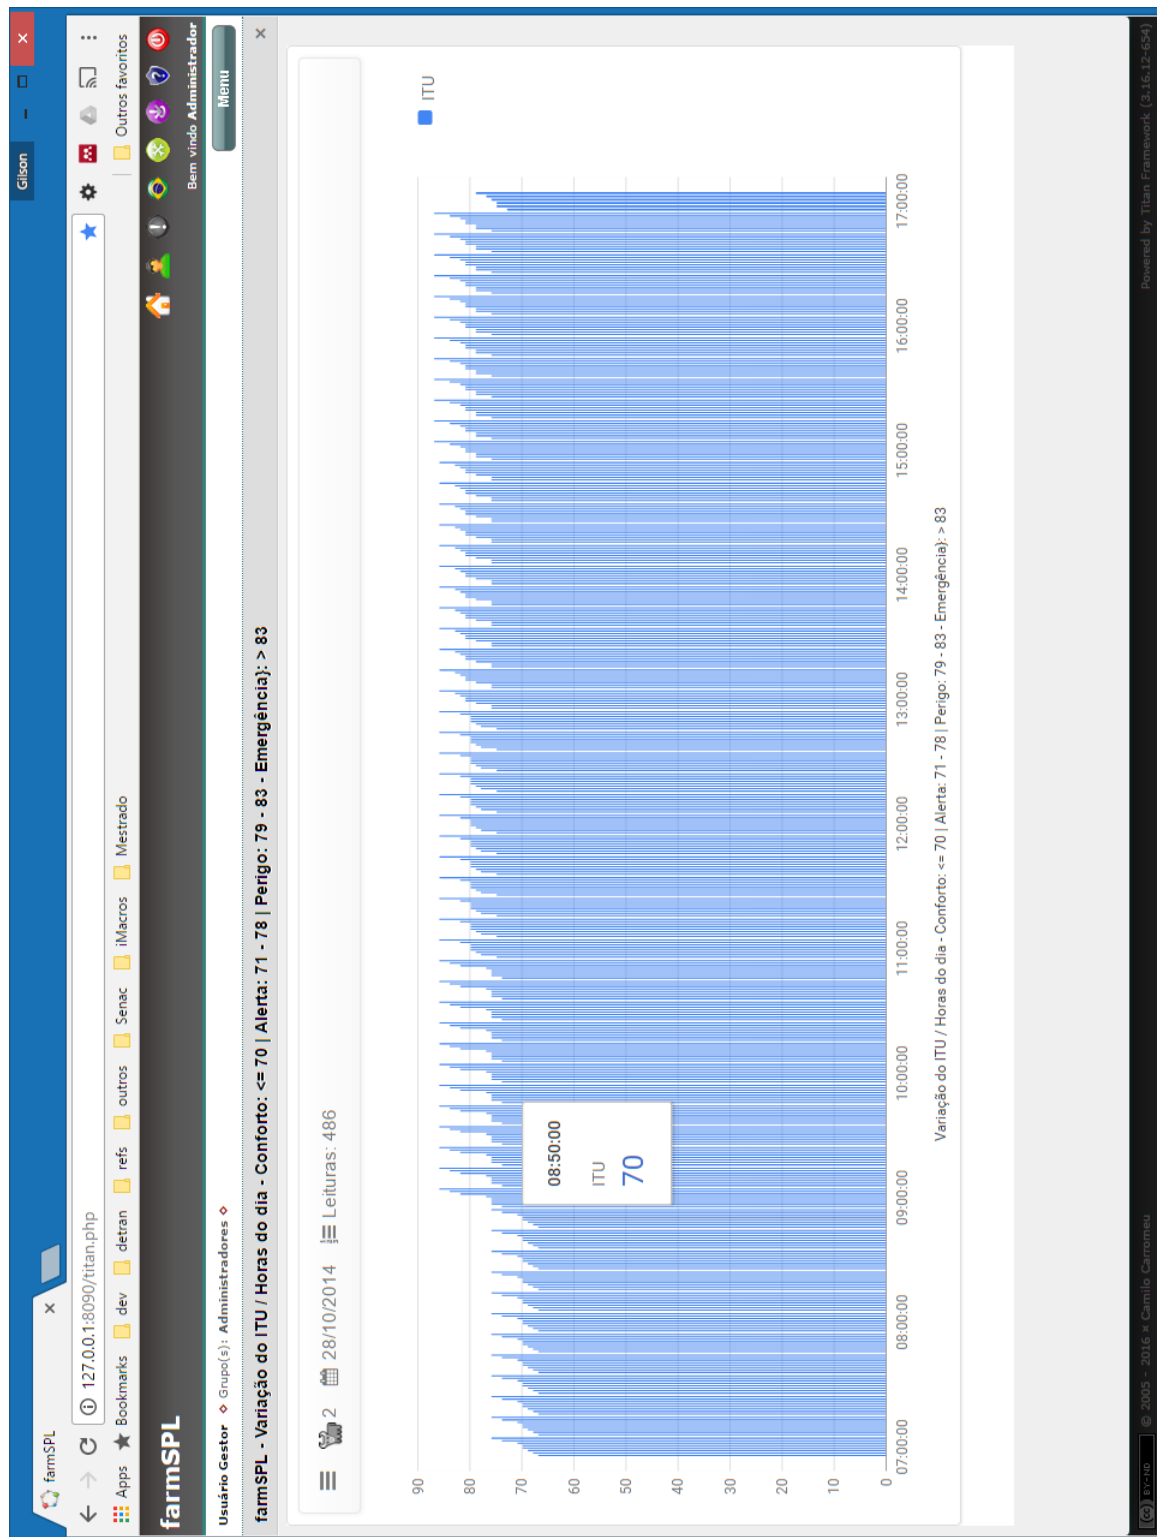 farmSPL
Gilson
127.0.0.1:8090/titan.php
Apps
Bookmarks
dev
detran
refs
outros
Senac
iMacros
Mestrado
Outros favoritos
farmSPL
Bem vindo Administrador
Usuário Gestor ◇ Grupo(s): Administradores ◇
Menu
farmSPL - Variação do ITU / Horas do dia - Conforto: <= 70 | Alerta: 71 - 78 | Perigo: 79 - 83 - Emergência}: > 83
2 28/10/2014 Leituras: 486
ITU
90
80
70
60
50
40
30
20
10
0
08:50:00
ITU
70
07:00:00 08:00:00 09:00:00 10:00:00 11:00:00 12:00:00 13:00:00 14:00:00 15:00:00 16:00:00 17:00:00
Variação do ITU / Horas do dia - Conforto: <= 70 | Alerta: 71 - 78 | Perigo: 79 - 83 - Emergência}: > 83
BY-ND © 2005 - 2016 × Camilo Carromeu
Powered by Titan Framework (3.16.12-654)